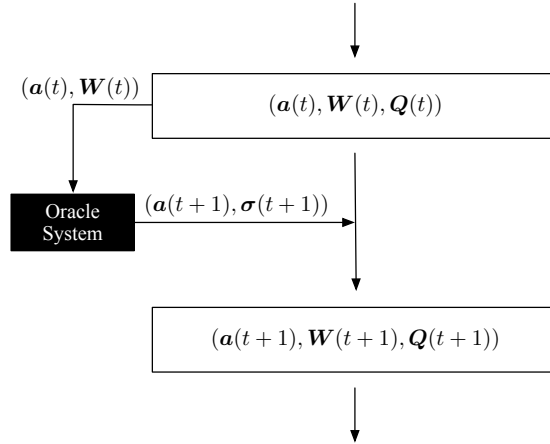 (𝒂(t), 𝑾(t))
(𝒂(t), 𝑾(t), 𝑸(t))
Oracle
System
(𝒂(t+1), 𝝈(t+1))
(𝒂(t+1), 𝑾(t+1), 𝑸(t+1))